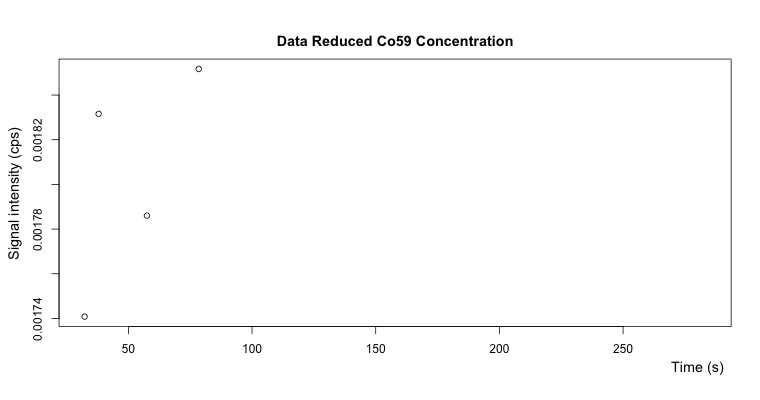 Data Reduced Co59 Concentration
Signal intensity (cps)
0.00182
0.00178
0.00174
50 100 150 200 250
Time (s)